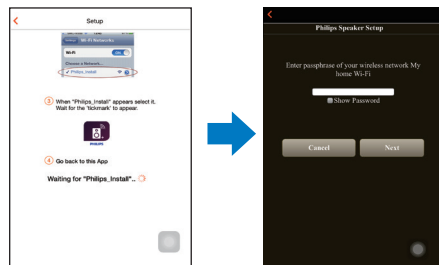 Setup
Settings Wi-Fi Networks
Wi-Fi ON
Choose a Network...
✓ Philips_Install
3 When "Philips_Install" appears select it.
Wait for the 'tickmark' to appear.
PHILIPS
4 Go back to this App
Waiting for "Philips_Install"..
Philips Speaker Setup
Enter passphrase of your wireless network My
home Wi-Fi
Show Password
Cancel Next